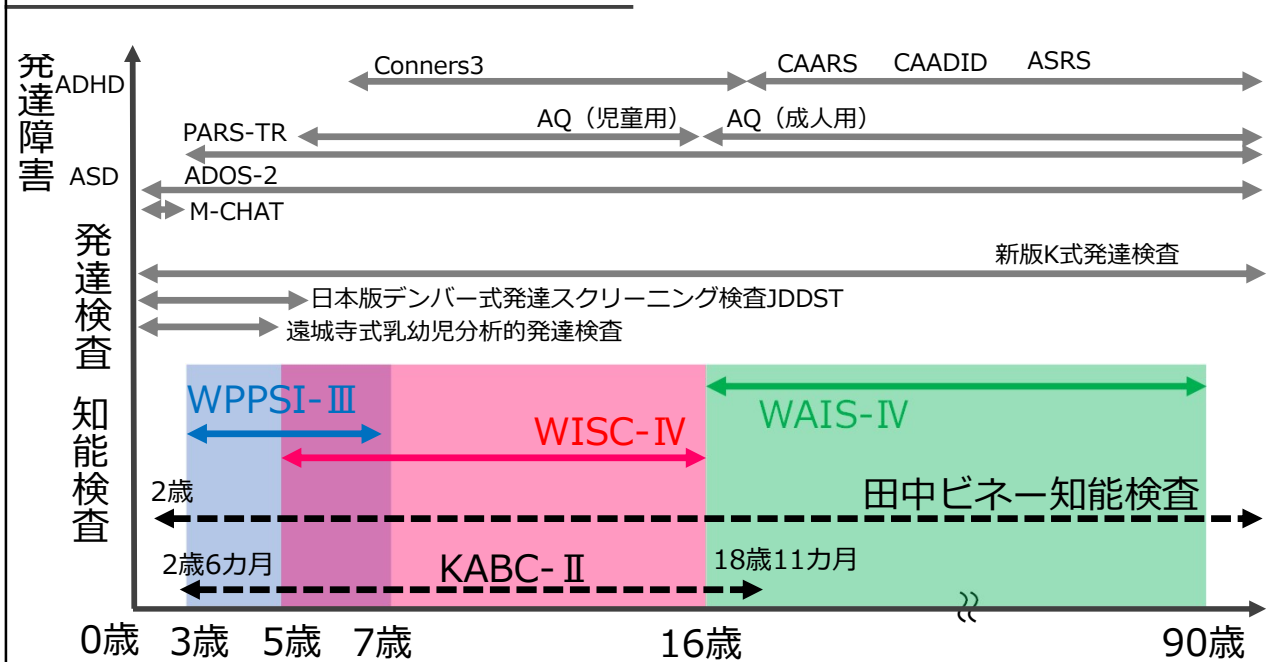 発達障害
ADHD
Conners3
CAARS CAADID ASRS
AQ（児童用）
AQ（成人用）
PARS-TR
ASD
ADOS-2
M-CHAT
発達検査
新版K式発達検査
日本版デンバー式発達スクリーニング検査JDDST
遠城寺式乳幼児分析的発達検査
知能検査
WPPSI-Ⅲ
WISC-Ⅳ
WAIS-Ⅳ
2歳
田中ビネー知能検査
2歳6カ月
KABC-Ⅱ
18歳11カ月
0歳 3歳 5歳 7歳 16歳 90歳